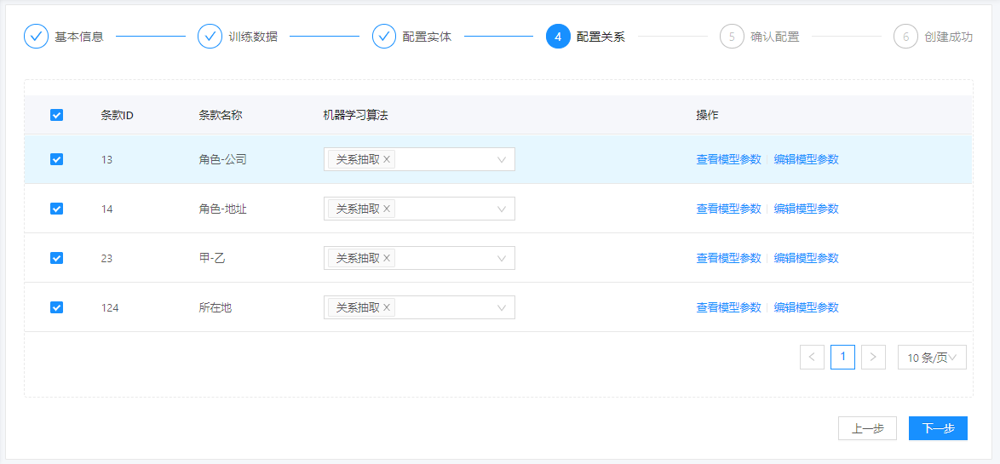 基本信息 训练数据 配置实体 4 配置关系 5 确认配置 6 创建成功
条款ID 条款名称 机器学习算法 操作
13 角色-公司 关系抽取 X 查看模型参数 编辑模型参数
14 角色-地址 关系抽取 X 查看模型参数 编辑模型参数
23 甲-乙 关系抽取 X 查看模型参数 编辑模型参数
124 所在地 关系抽取 X 查看模型参数 编辑模型参数
< 1 > 10 条/页
上一步 下一步